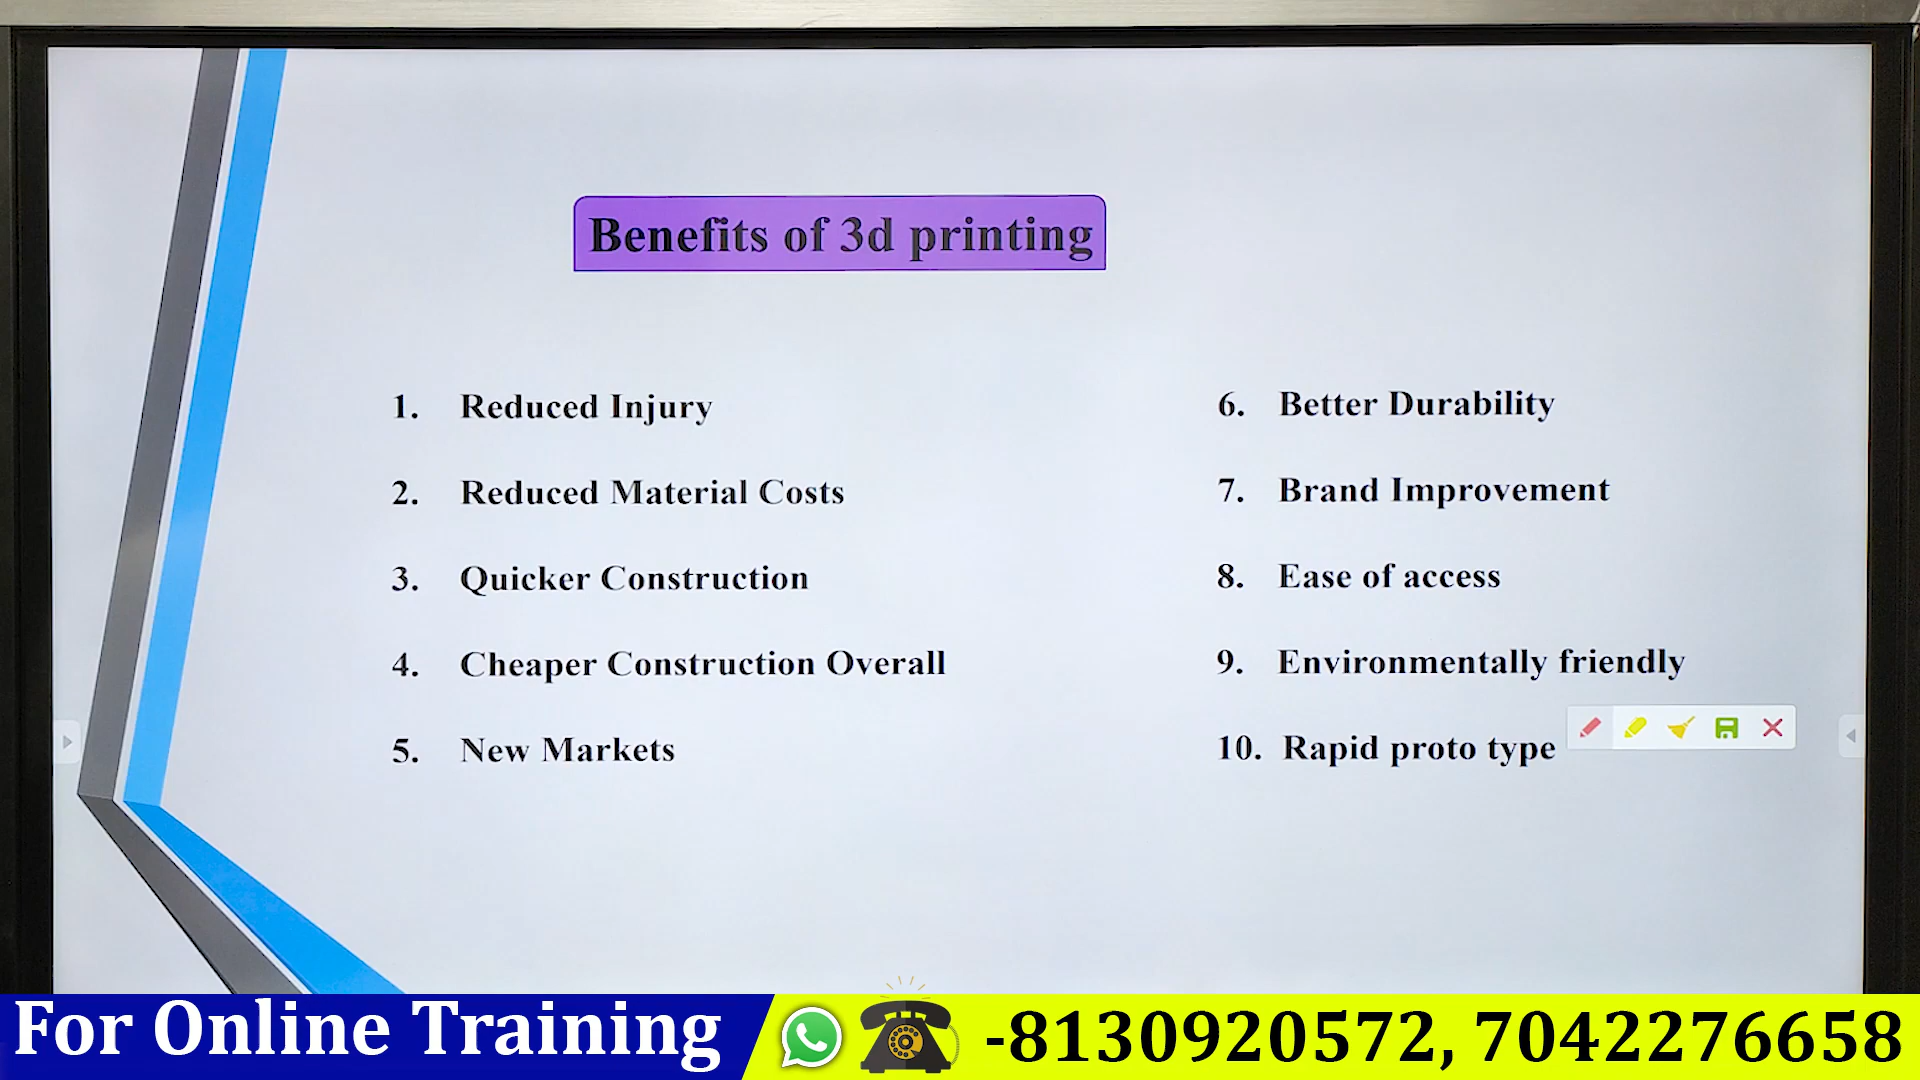 Benefits of 3d printing
1. Reduced Injury
2. Reduced Material Costs
3. Quicker Construction
4. Cheaper Construction Overall
5. New Markets
6. Better Durability
7. Brand Improvement
8. Ease of access
9. Environmentally friendly
10. Rapid proto type
For Online Training -8130920572, 7042276658